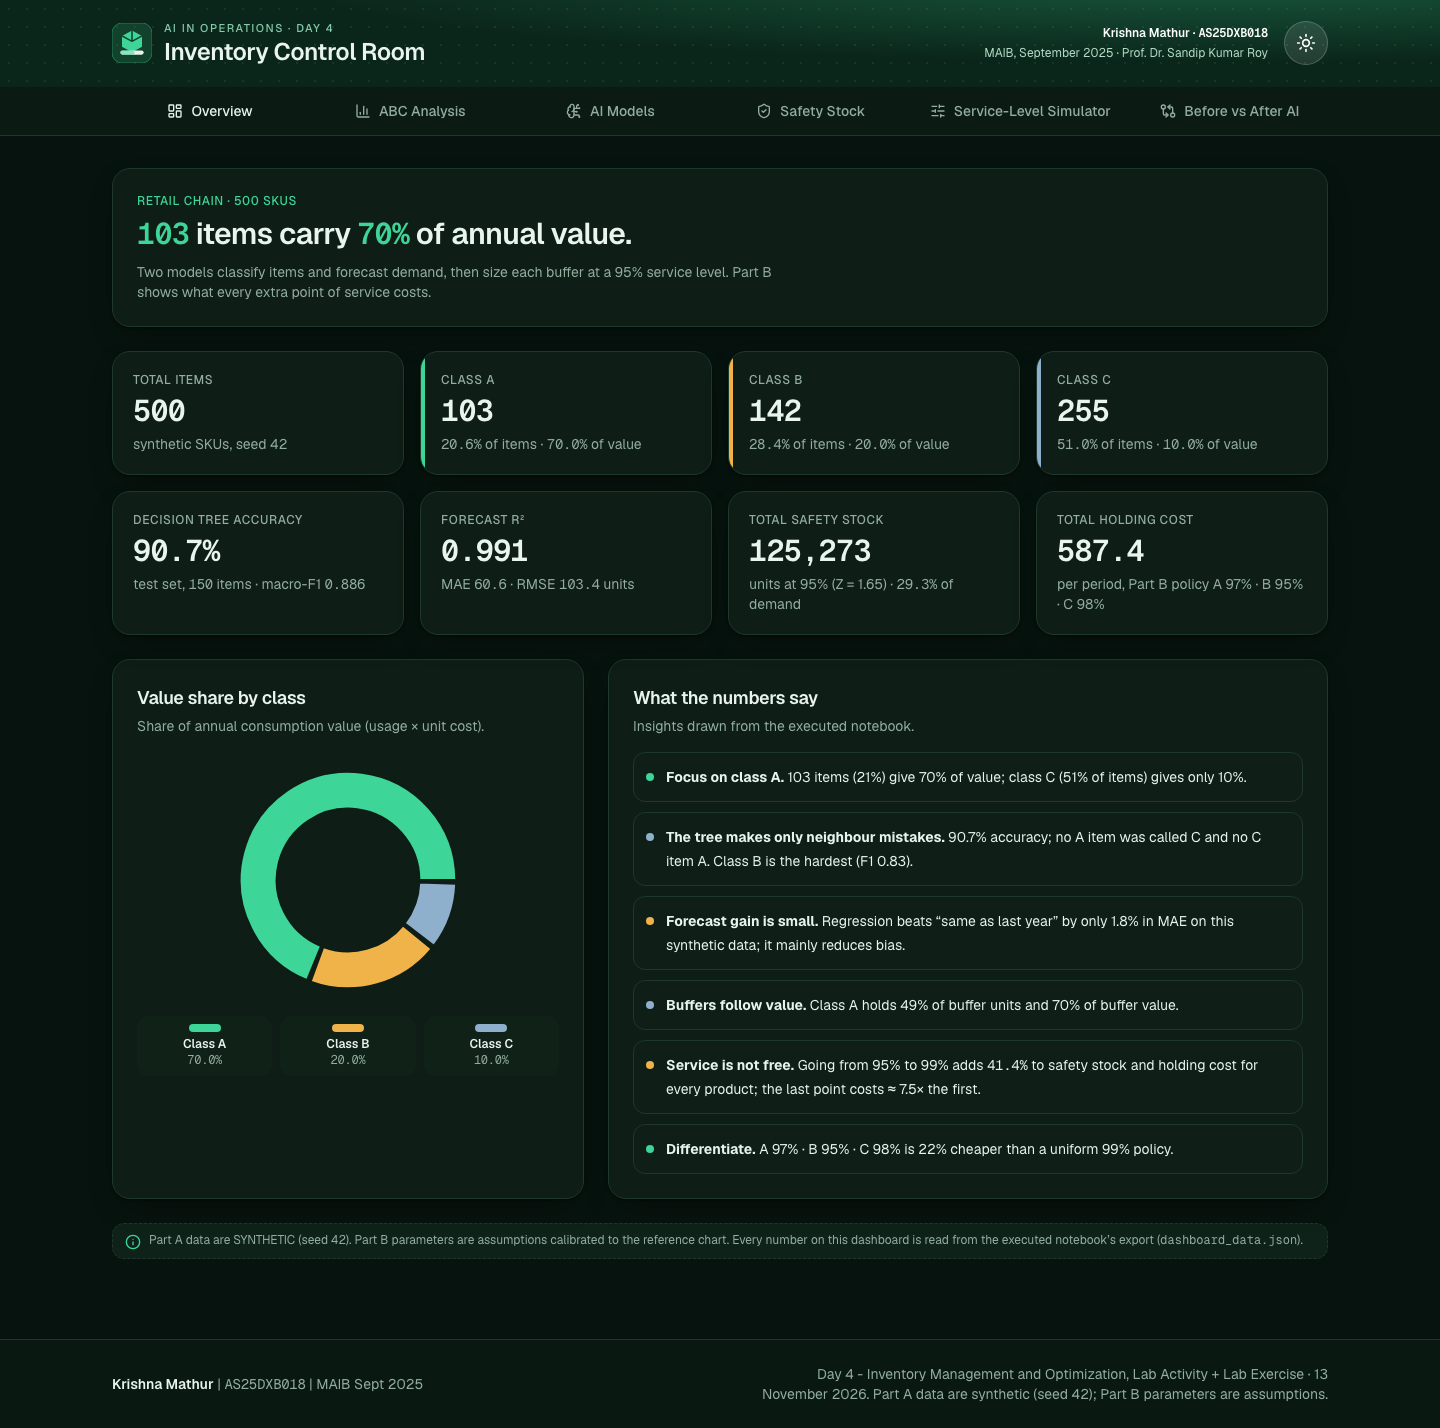 AI IN OPERATIONS · DAY 4
Inventory Control Room
Krishna Mathur · AS25DXB018
MAIB, September 2025 · Prof. Dr. Sandip Kumar Roy
Overview
ABC Analysis
AI Models
Safety Stock
Service-Level Simulator
Before vs After AI
RETAIL CHAIN · 500 SKUS
103 items carry 70% of annual value.
Two models classify items and forecast demand, then size each buffer at a 95% service level. Part B
shows what every extra point of service costs.
TOTAL ITEMS
500
synthetic SKUs, seed 42
CLASS A
103
20.6% of items · 70.0% of value
CLASS B
142
28.4% of items · 20.0% of value
CLASS C
255
51.0% of items · 10.0% of value
DECISION TREE ACCURACY
90.7%
test set, 150 items · macro-F1 0.886
FORECAST R²
0.991
MAE 60.6 · RMSE 103.4 units
TOTAL SAFETY STOCK
125,273
units at 95% (Z = 1.65) · 29.3% of
demand
TOTAL HOLDING COST
587.4
per period, Part B policy A 97% · B 95%
· C 98%
Value share by class
Share of annual consumption value (usage × unit cost).
Class A
70.0%
Class B
20.0%
Class C
10.0%
What the numbers say
Insights drawn from the executed notebook.
Focus on class A. 103 items (21%) give 70% of value; class C (51% of items) gives only 10%.
The tree makes only neighbour mistakes. 90.7% accuracy; no A item was called C and no C
item A. Class B is the hardest (F1 0.83).
Forecast gain is small. Regression beats “same as last year” by only 1.8% in MAE on this
synthetic data; it mainly reduces bias.
Buffers follow value. Class A holds 49% of buffer units and 70% of buffer value.
Service is not free. Going from 95% to 99% adds 41.4% to safety stock and holding cost for
every product; the last point costs ≈ 7.5× the first.
Differentiate. A 97% · B 95% · C 98% is 22% cheaper than a uniform 99% policy.
Part A data are SYNTHETIC (seed 42). Part B parameters are assumptions calibrated to the reference chart. Every number on this dashboard is read from the executed notebook's export (dashboard_data.json).
Krishna Mathur | AS25DXB018 | MAIB Sept 2025
Day 4 - Inventory Management and Optimization, Lab Activity + Lab Exercise · 13
November 2026. Part A data are synthetic (seed 42); Part B parameters are assumptions.